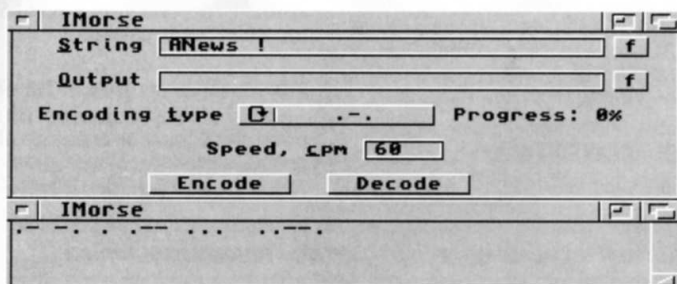 IMorse
String ANews !
f
Output
f
Encoding type .-. Progress: 0%
Speed, cpm 60
Encode Decode
IMorse
.- -. . .-- ... ..--..